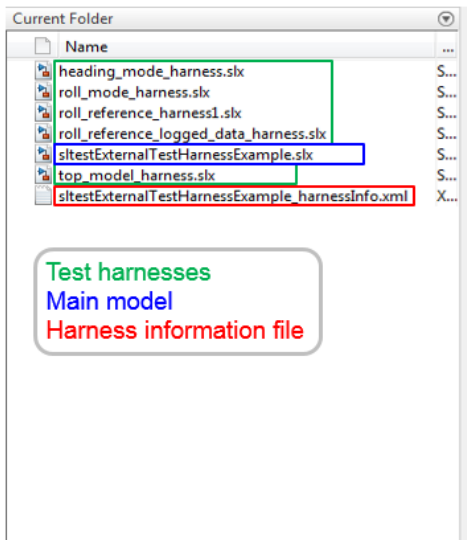 Current Folder
Name ...
heading_mode_harness.slx S...
roll_mode_harness.slx S...
roll_reference_harness1.slx S...
roll_reference_logged_data_harness.slx S...
sltestExternalTestHarnessExample.slx S...
top_model_harness.slx S...
sltestExternalTestHarnessExample_harnessInfo.xml X...
Test harnesses
Main model
Harness information file